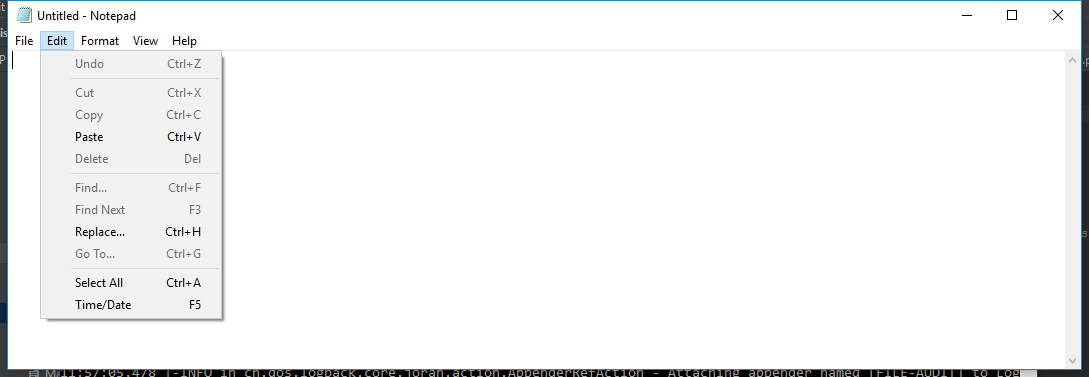 Untitled - Notepad
File Edit Format View Help
Undo Ctrl+Z
Cut Ctrl+X
Copy Ctrl+C
Paste Ctrl+V
Delete Del
Find... Ctrl+F
Find Next F3
Replace... Ctrl+H
Go To... Ctrl+G
Select All Ctrl+A
Time/Date F5
11:57:05.478 |-INFO in ch.qos.logback.core.joran.action.AppenderRefAction - Attaching appender named [FILE-AUDIT] to Log